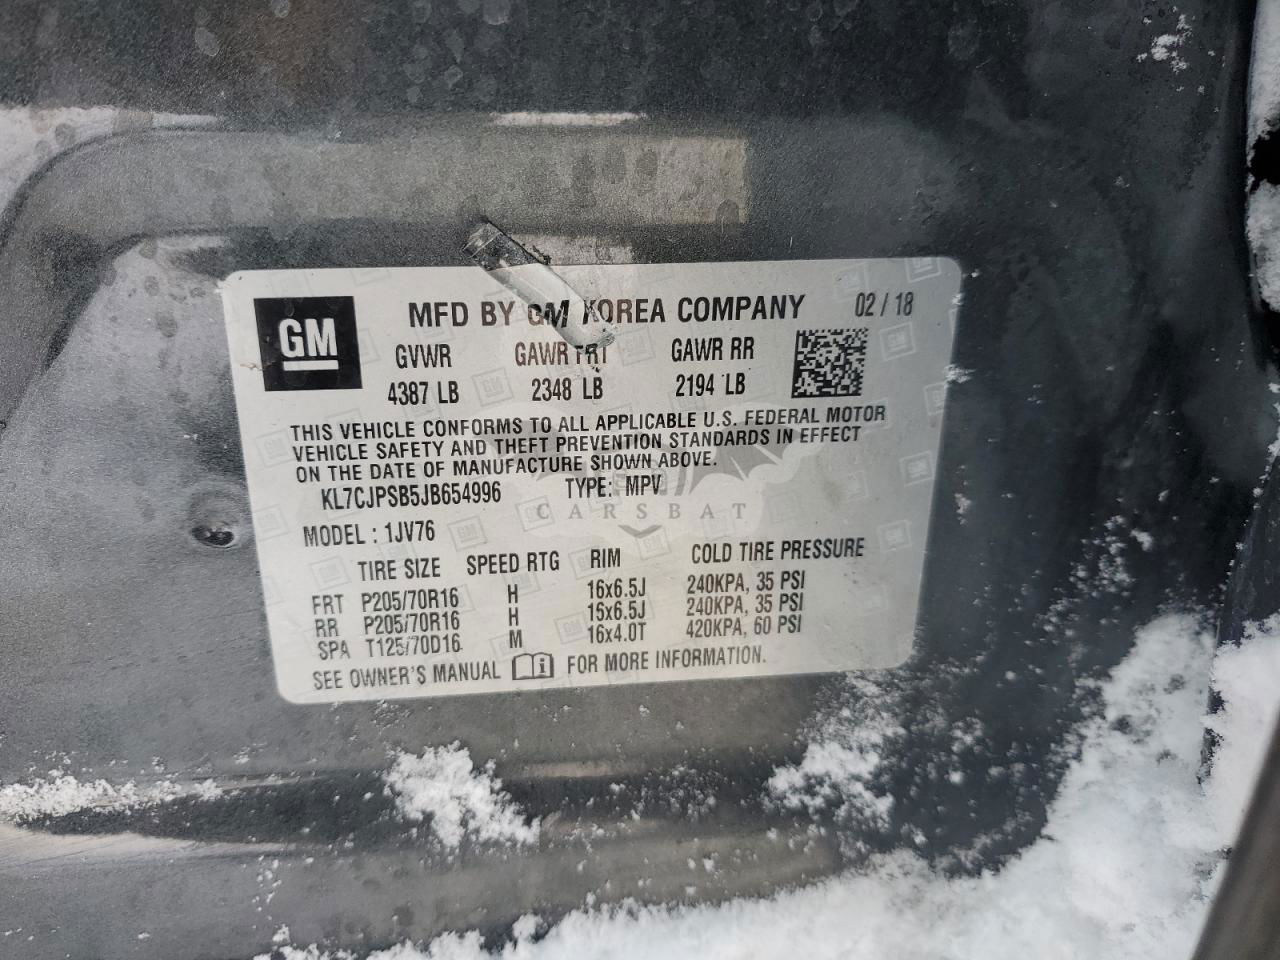 GM
MFD BY GM KOREA COMPANY 02 / 18
GVWR GAWR FRT GAWR RR
4387 LB 2348 LB 2194 LB
THIS VEHICLE CONFORMS TO ALL APPLICABLE U.S. FEDERAL MOTOR
VEHICLE SAFETY AND THEFT PREVENTION STANDARDS IN EFFECT
ON THE DATE OF MANUFACTURE SHOWN ABOVE.
KL7CJPSB5JB654996 TYPE: MPV
CARSBAT
MODEL : 1JV76
TIRE SIZE SPEED RTG RIM COLD TIRE PRESSURE
FRT P205/70R16 H 16x6.5J 240KPA, 35 PSI
RR P205/70R16 H 16x6.5J 240KPA, 35 PSI
SPA T125/70D16 M 16x4.0T 420KPA, 60 PSI
SEE OWNER'S MANUAL FOR MORE INFORMATION.